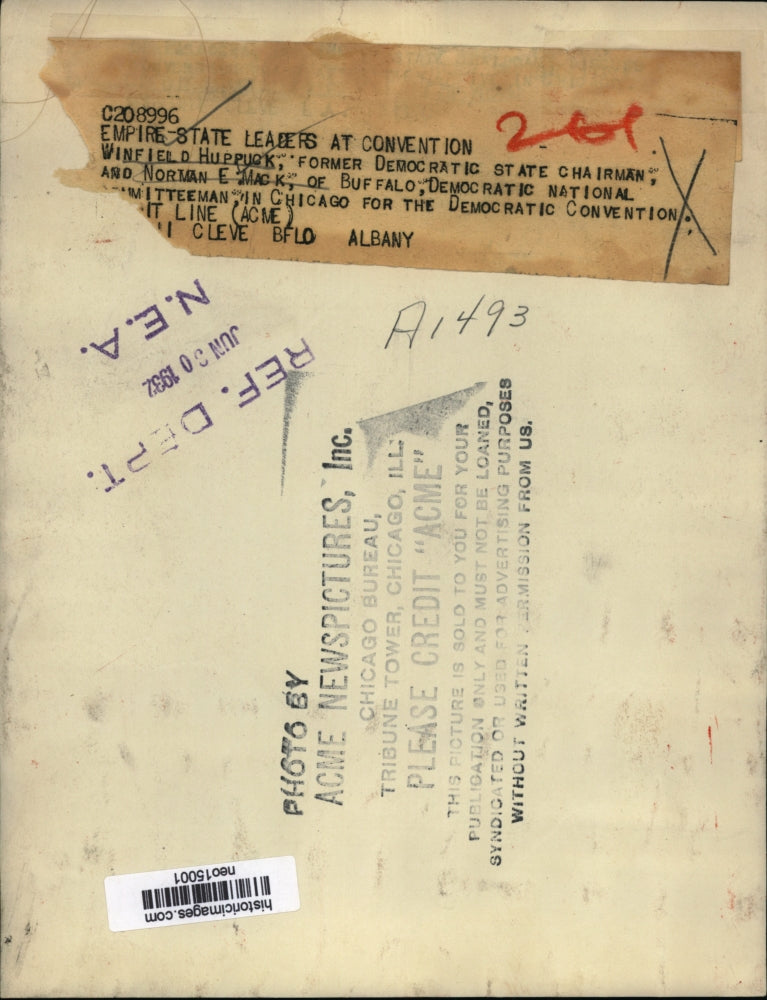 C208996
EMPIRE STATE LEADERS AT CONVENTION
WINFIELD HUPPUCK, FORMER DEMOCRATIC STATE CHAIRMAN,
AND NORMAN E MACK, OF BUFFALO, DEMOCRATIC NATIONAL
MMITTEEMAN, IN CHICAGO FOR THE DEMOCRATIC CONVENTION.
IT LINE (ACME)
CLEVE BFLO ALBANY
A1493
N.E.A.
JUN 30 1932
REF. DEPT.
PHOTO BY
ACME NEWSPICTURES, Inc.
CHICAGO BUREAU,
TRIBUNE TOWER, CHICAGO, ILL.
PLEASE CREDIT "ACME"
THIS PICTURE IS SOLD TO YOU FOR YOUR
PUBLICATION ONLY AND MUST NOT BE LOANED,
SYNDICATED OR USED FOR ADVERTISING PURPOSES
WITHOUT WRITTEN PERMISSION FROM US.
historicimages.com
neo15001